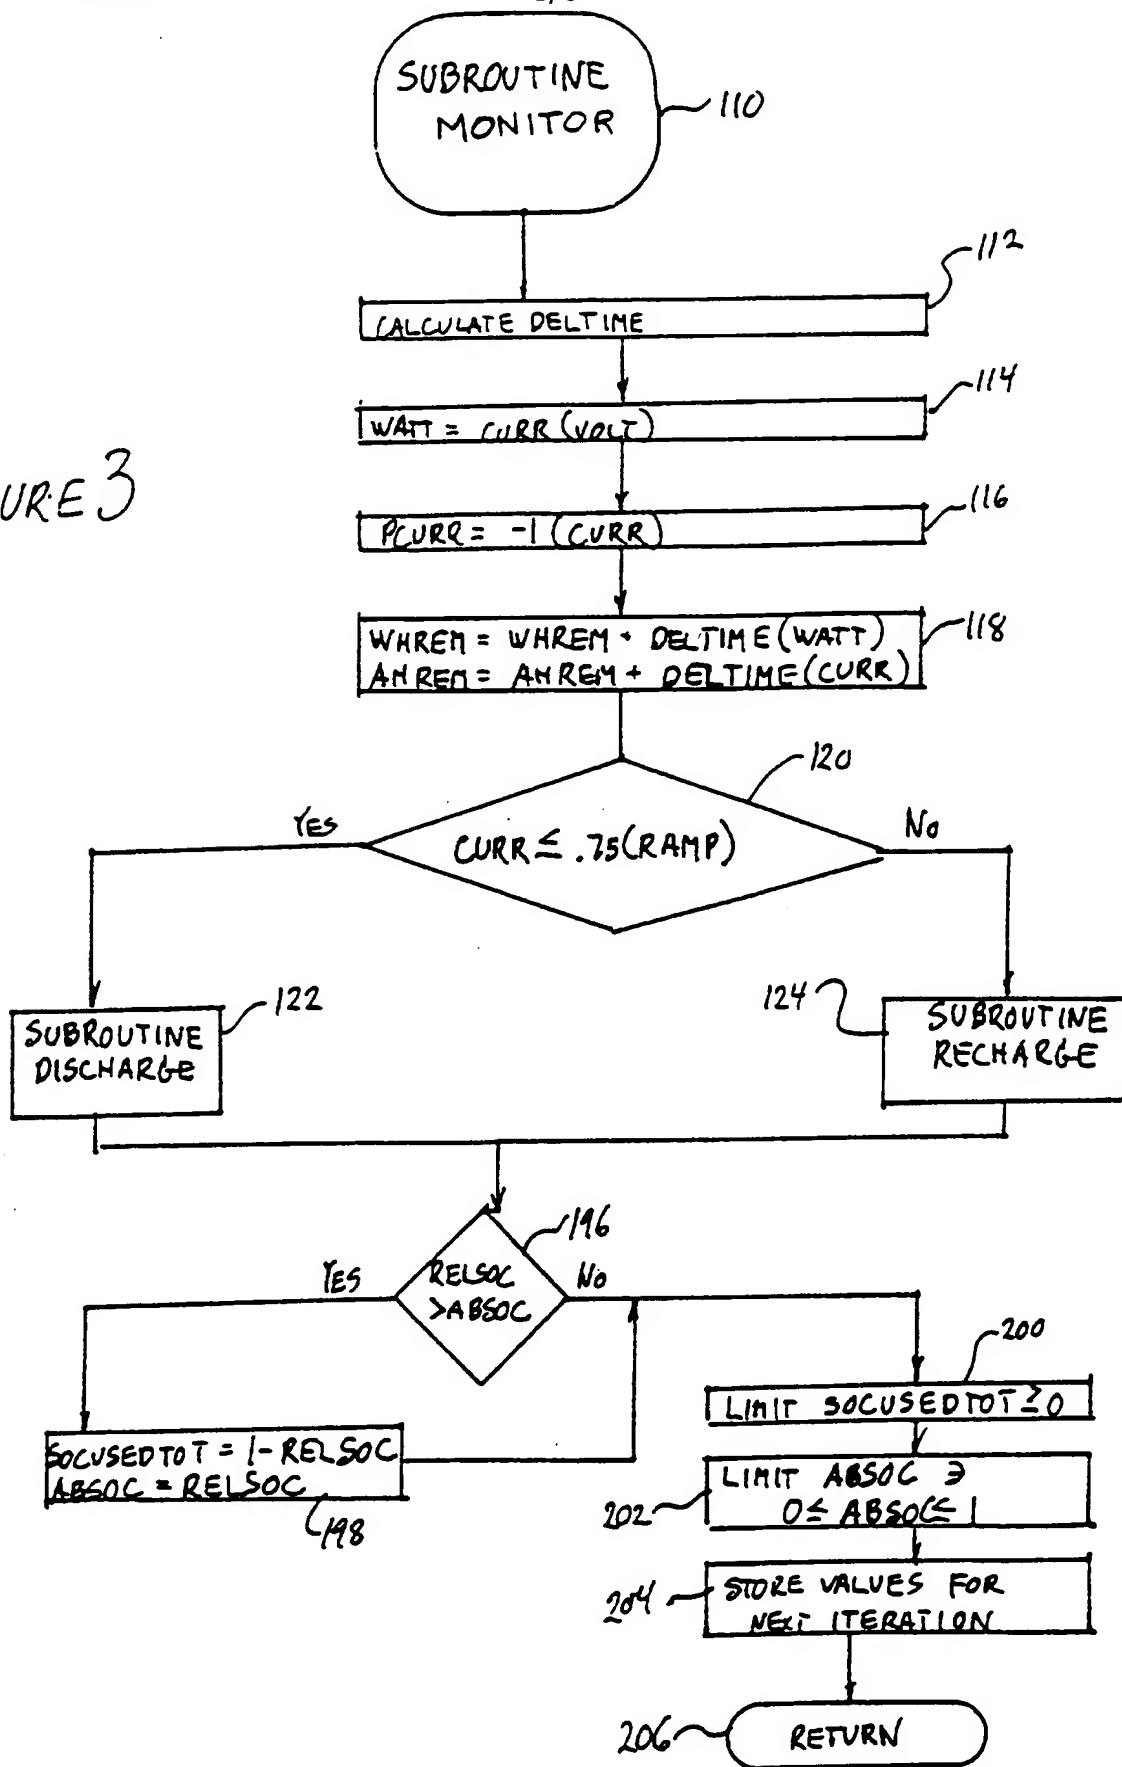 SUBROUTINE
MONITOR
110
112
CALCULATE DELTIME
114
WATT = CURR (VOLT)
URE 3
116
PCURR = -1 (CURR)
118
WHREM = WHREM + DELTIME (WATT)
AHREM = AHREM + DELTIME (CURR)
120
YES
CURR ≤ .75 (RAMP)
NO
122
SUBROUTINE
DISCHARGE
124
SUBROUTINE
RECHARGE
196
YES
RELSOC
>ABSOC
NO
200
LIMIT SOCUSEDTOT ≥ 0
SOCUSEDTOT = 1 - RELSOC
ABSOC = RELSOC
198
202
LIMIT ABSOC ∋
0 ≤ ABSOC ≤ 1
204
STORE VALUES FOR
NEXT ITERATION
206
RETURN